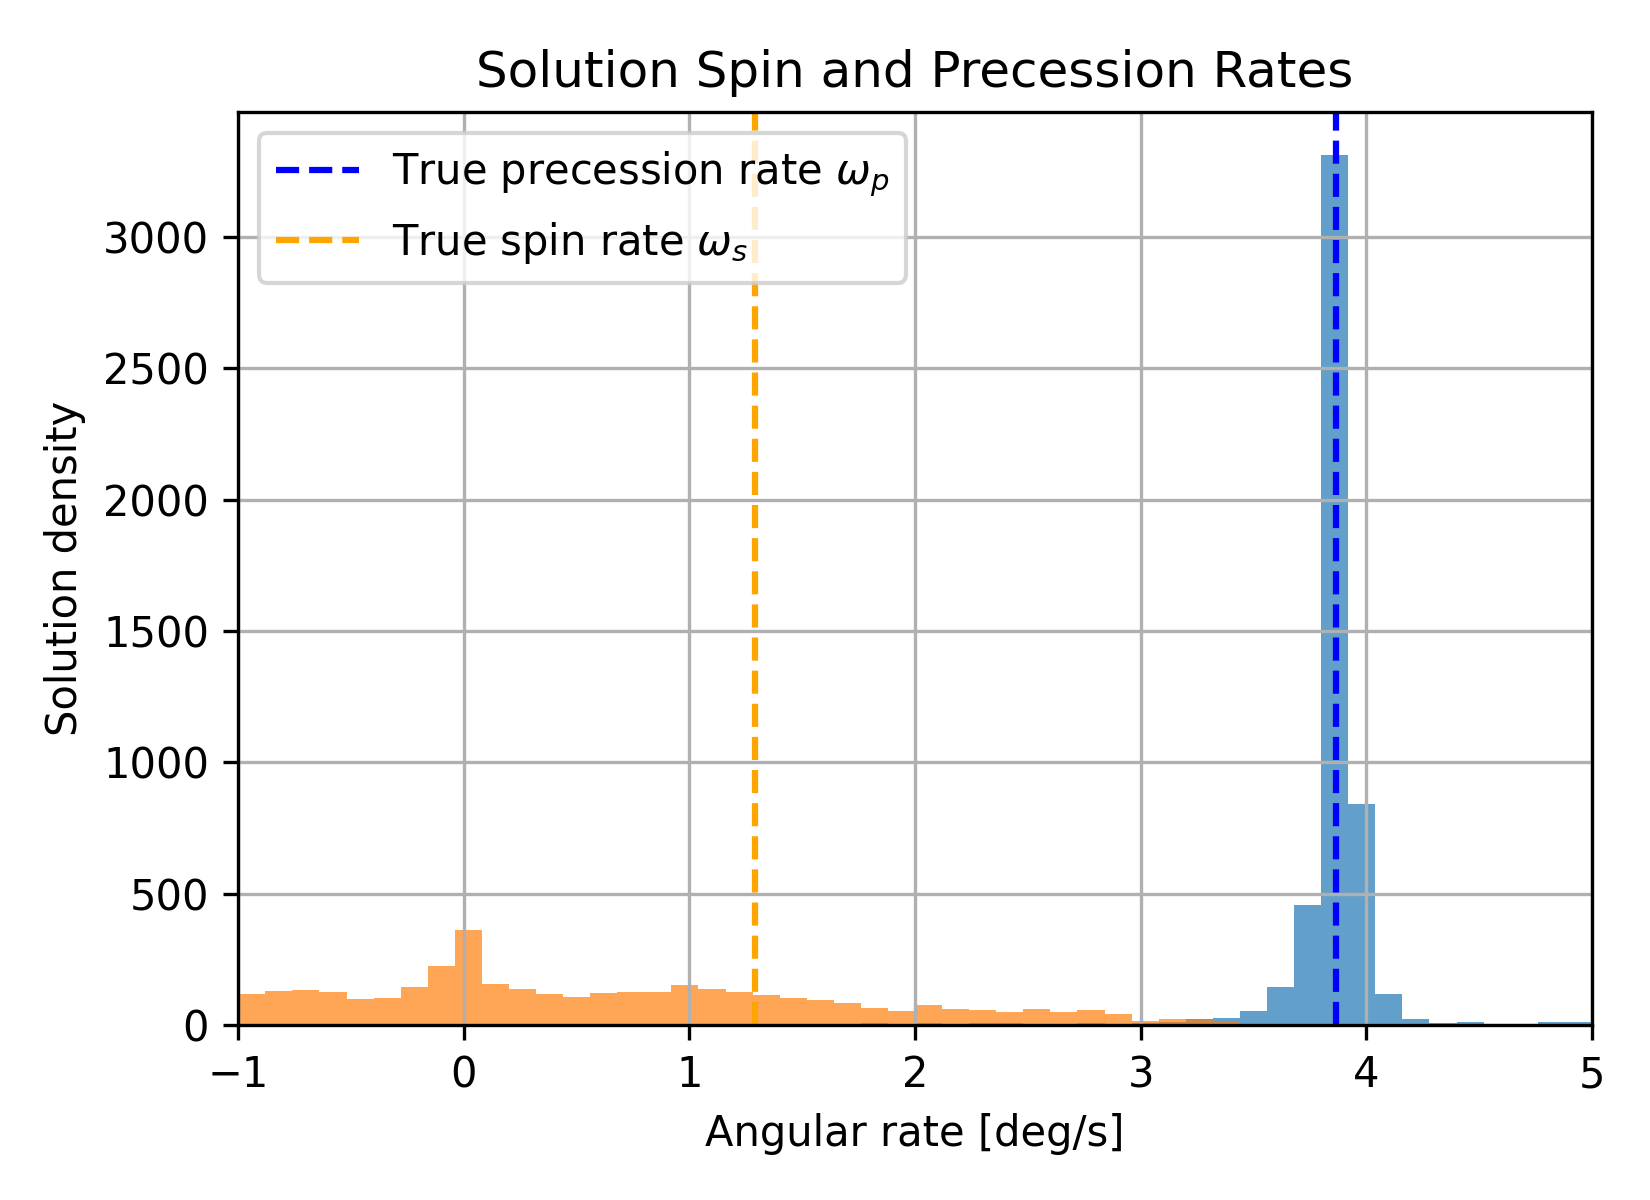 Solution Spin and Precession Rates
True precession rate ωp
True spin rate ωs
3000
2500
2000
1500
1000
500
0
Solution density
−1 0 1 2 3 4 5
Angular rate [deg/s]